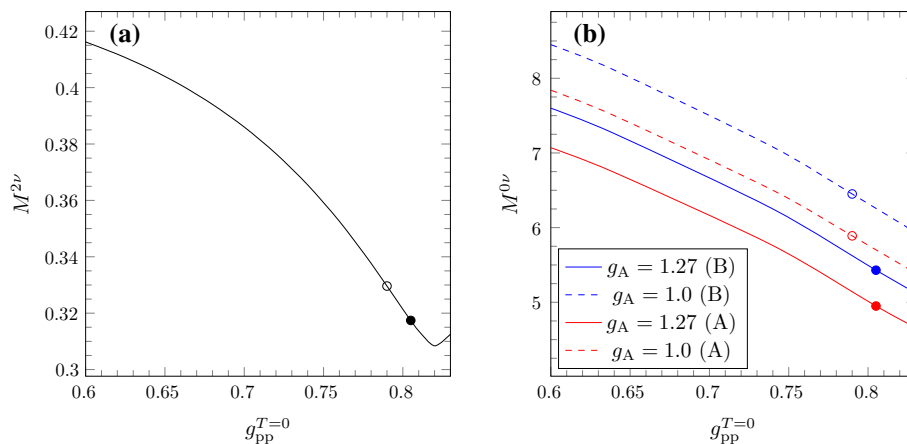 (a)
0.42
0.4
0.38
0.36
0.34
0.32
0.3
M^{2ν}
0.6 0.65 0.7 0.75 0.8
g_{pp}^{T=0}
(b)
8
7
6
5
M^{0ν}
g_A = 1.27 (B)
g_A = 1.0 (B)
g_A = 1.27 (A)
g_A = 1.0 (A)
0.6 0.65 0.7 0.75 0.8
g_{pp}^{T=0}